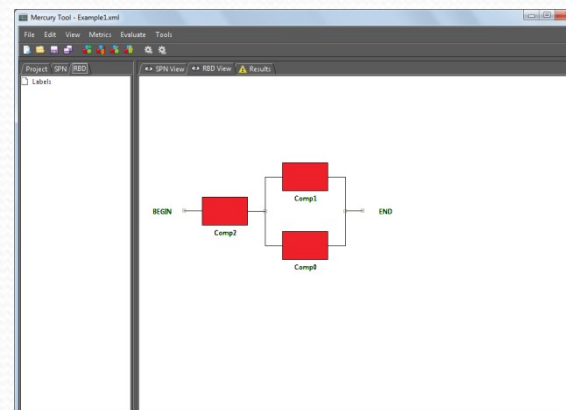 Mercury Tool - Example1.xml
File Edit View Metrics Evaluate Tools
Project SPN RBD SPN View RBD View Results
Labels
Comp1
BEGIN END
Comp2
Comp0